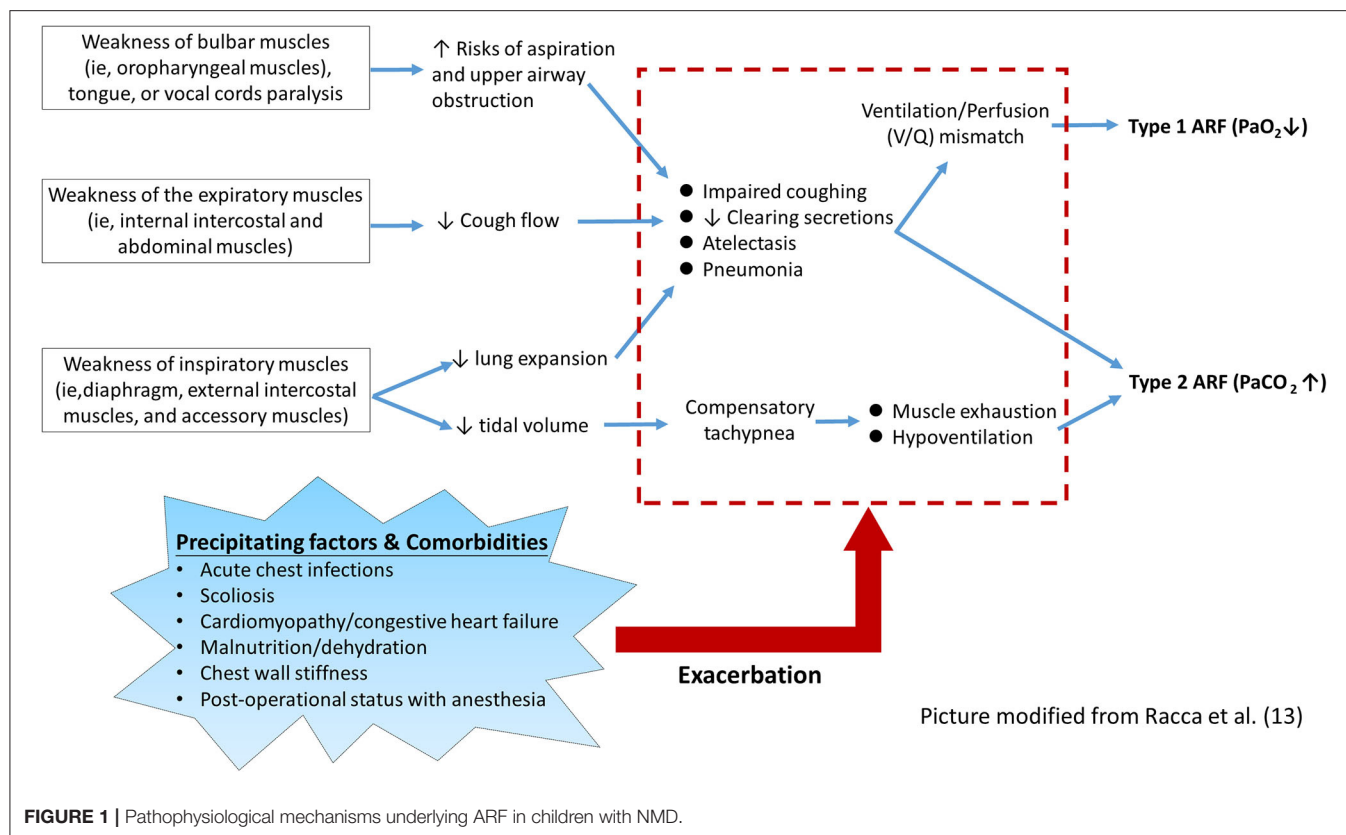 Weakness of bulbar muscles
(ie, oropharyngeal muscles),
tongue, or vocal cords paralysis
↑ Risks of aspiration
and upper airway
obstruction
Ventilation/Perfusion
(V/Q) mismatch
Type 1 ARF (PaO₂↓)
Weakness of the expiratory muscles
(ie, internal intercostal and
abdominal muscles)
↓ Cough flow
● Impaired coughing
● ↓ Clearing secretions
● Atelectasis
● Pneumonia
Weakness of inspiratory muscles
(ie,diaphragm, external intercostal
muscles, and accessory muscles)
↓ lung expansion
↓ tidal volume
Compensatory
tachypnea
● Muscle exhaustion
● Hypoventilation
Type 2 ARF (PaCO₂ ↑)
Precipitating factors & Comorbidities
• Acute chest infections
• Scoliosis
• Cardiomyopathy/congestive heart failure
• Malnutrition/dehydration
• Chest wall stiffness
• Post-operational status with anesthesia
Exacerbation
Picture modified from Racca et al. (13)
FIGURE 1 | Pathophysiological mechanisms underlying ARF in children with NMD.